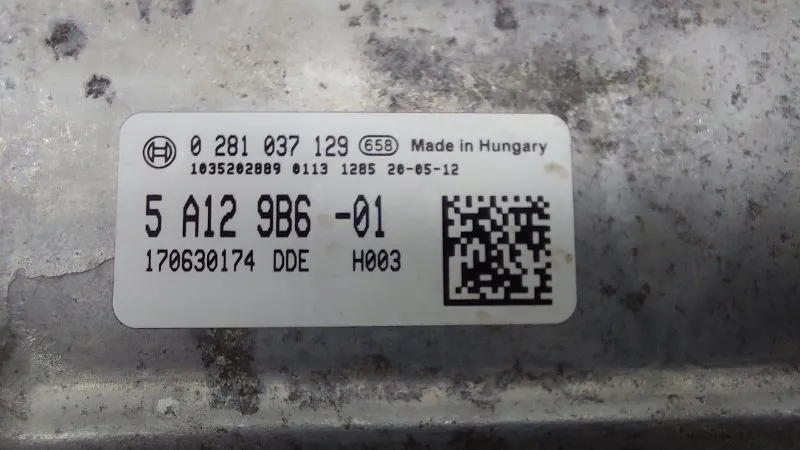 0 281 037 129 658 Made in Hungary
1035202889 0113 1285 20-05-12
5 A12 9B6 -01
170630174 DDE H003